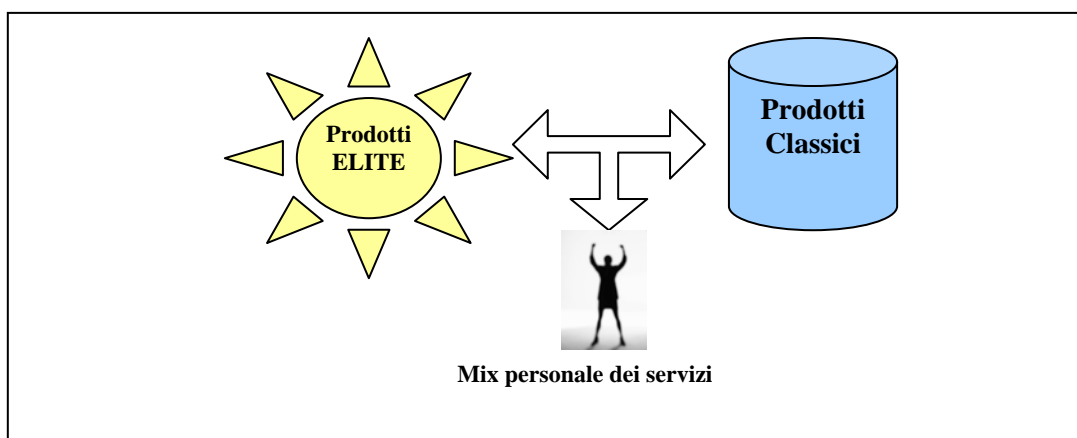 Prodotti
ELITE
Prodotti
Classici
Mix personale dei servizi